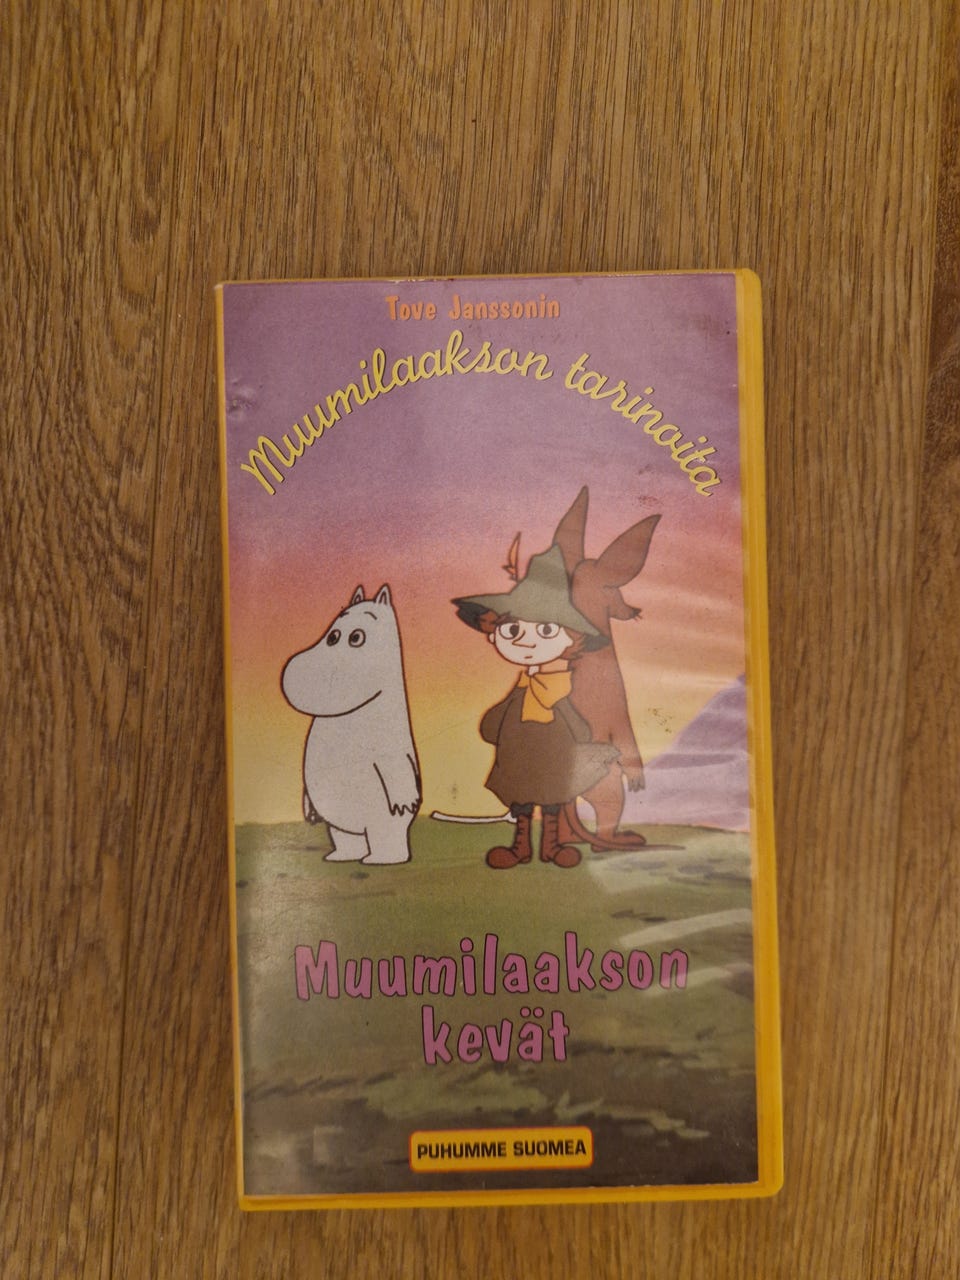 Tove Janssonin
Muumilaakson tarinoita
Muumilaakson
kevät
PUHUMME SUOMEA